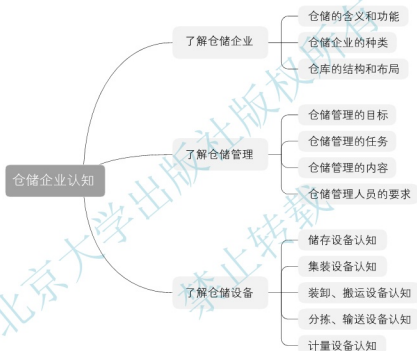 仓储企业认知
了解仓储企业
仓储的含义和功能
仓储企业的种类
仓库的结构和布局
了解仓储管理
仓储管理的目标
仓储管理的任务
仓储管理的内容
仓储管理人员的要求
了解仓储设备
储存设备认知
集装设备认知
装卸、搬运设备认知
分拣、输送设备认知
计量设备认知
北京大学出版社版权所有
禁止转载